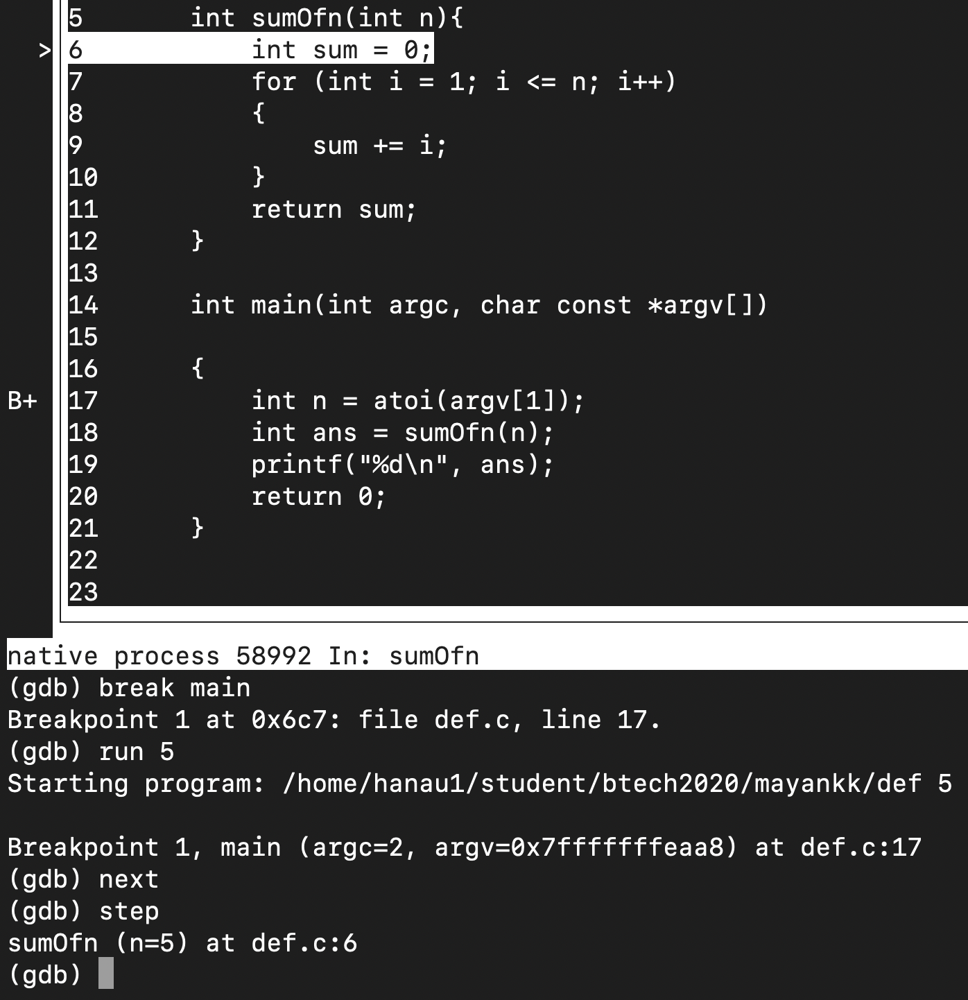 5      int sumOfn(int n){
> 6          int sum = 0;
7          for (int i = 1; i <= n; i++)
8          {
9              sum += i;
10         }
11         return sum;
12     }
13
14     int main(int argc, char const *argv[])
15
16     {
B+ 17         int n = atoi(argv[1]);
18         int ans = sumOfn(n);
19         printf("%d\n", ans);
20         return 0;
21     }
22
23
native process 58992 In: sumOfn
(gdb) break main
Breakpoint 1 at 0x6c7: file def.c, line 17.
(gdb) run 5
Starting program: /home/hanau1/student/btech2020/mayankk/def 5
Breakpoint 1, main (argc=2, argv=0x7fffffffeaa8) at def.c:17
(gdb) next
(gdb) step
sumOfn (n=5) at def.c:6
(gdb)